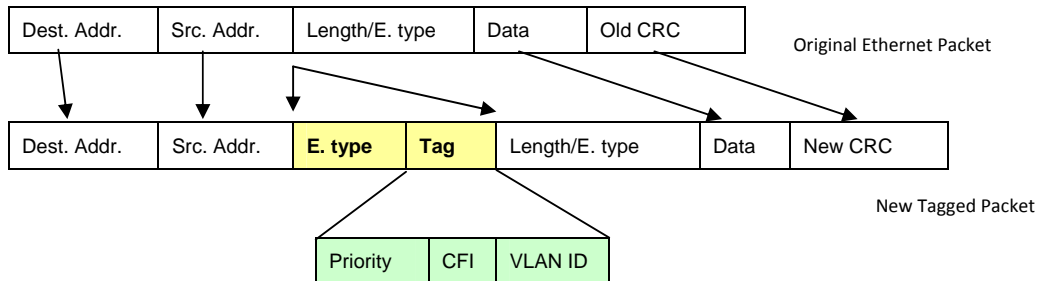 Dest. Addr. Src. Addr. Length/E. type Data Old CRC
Original Ethernet Packet
Dest. Addr. Src. Addr. E. type Tag Length/E. type Data New CRC
New Tagged Packet
Priority CFI VLAN ID